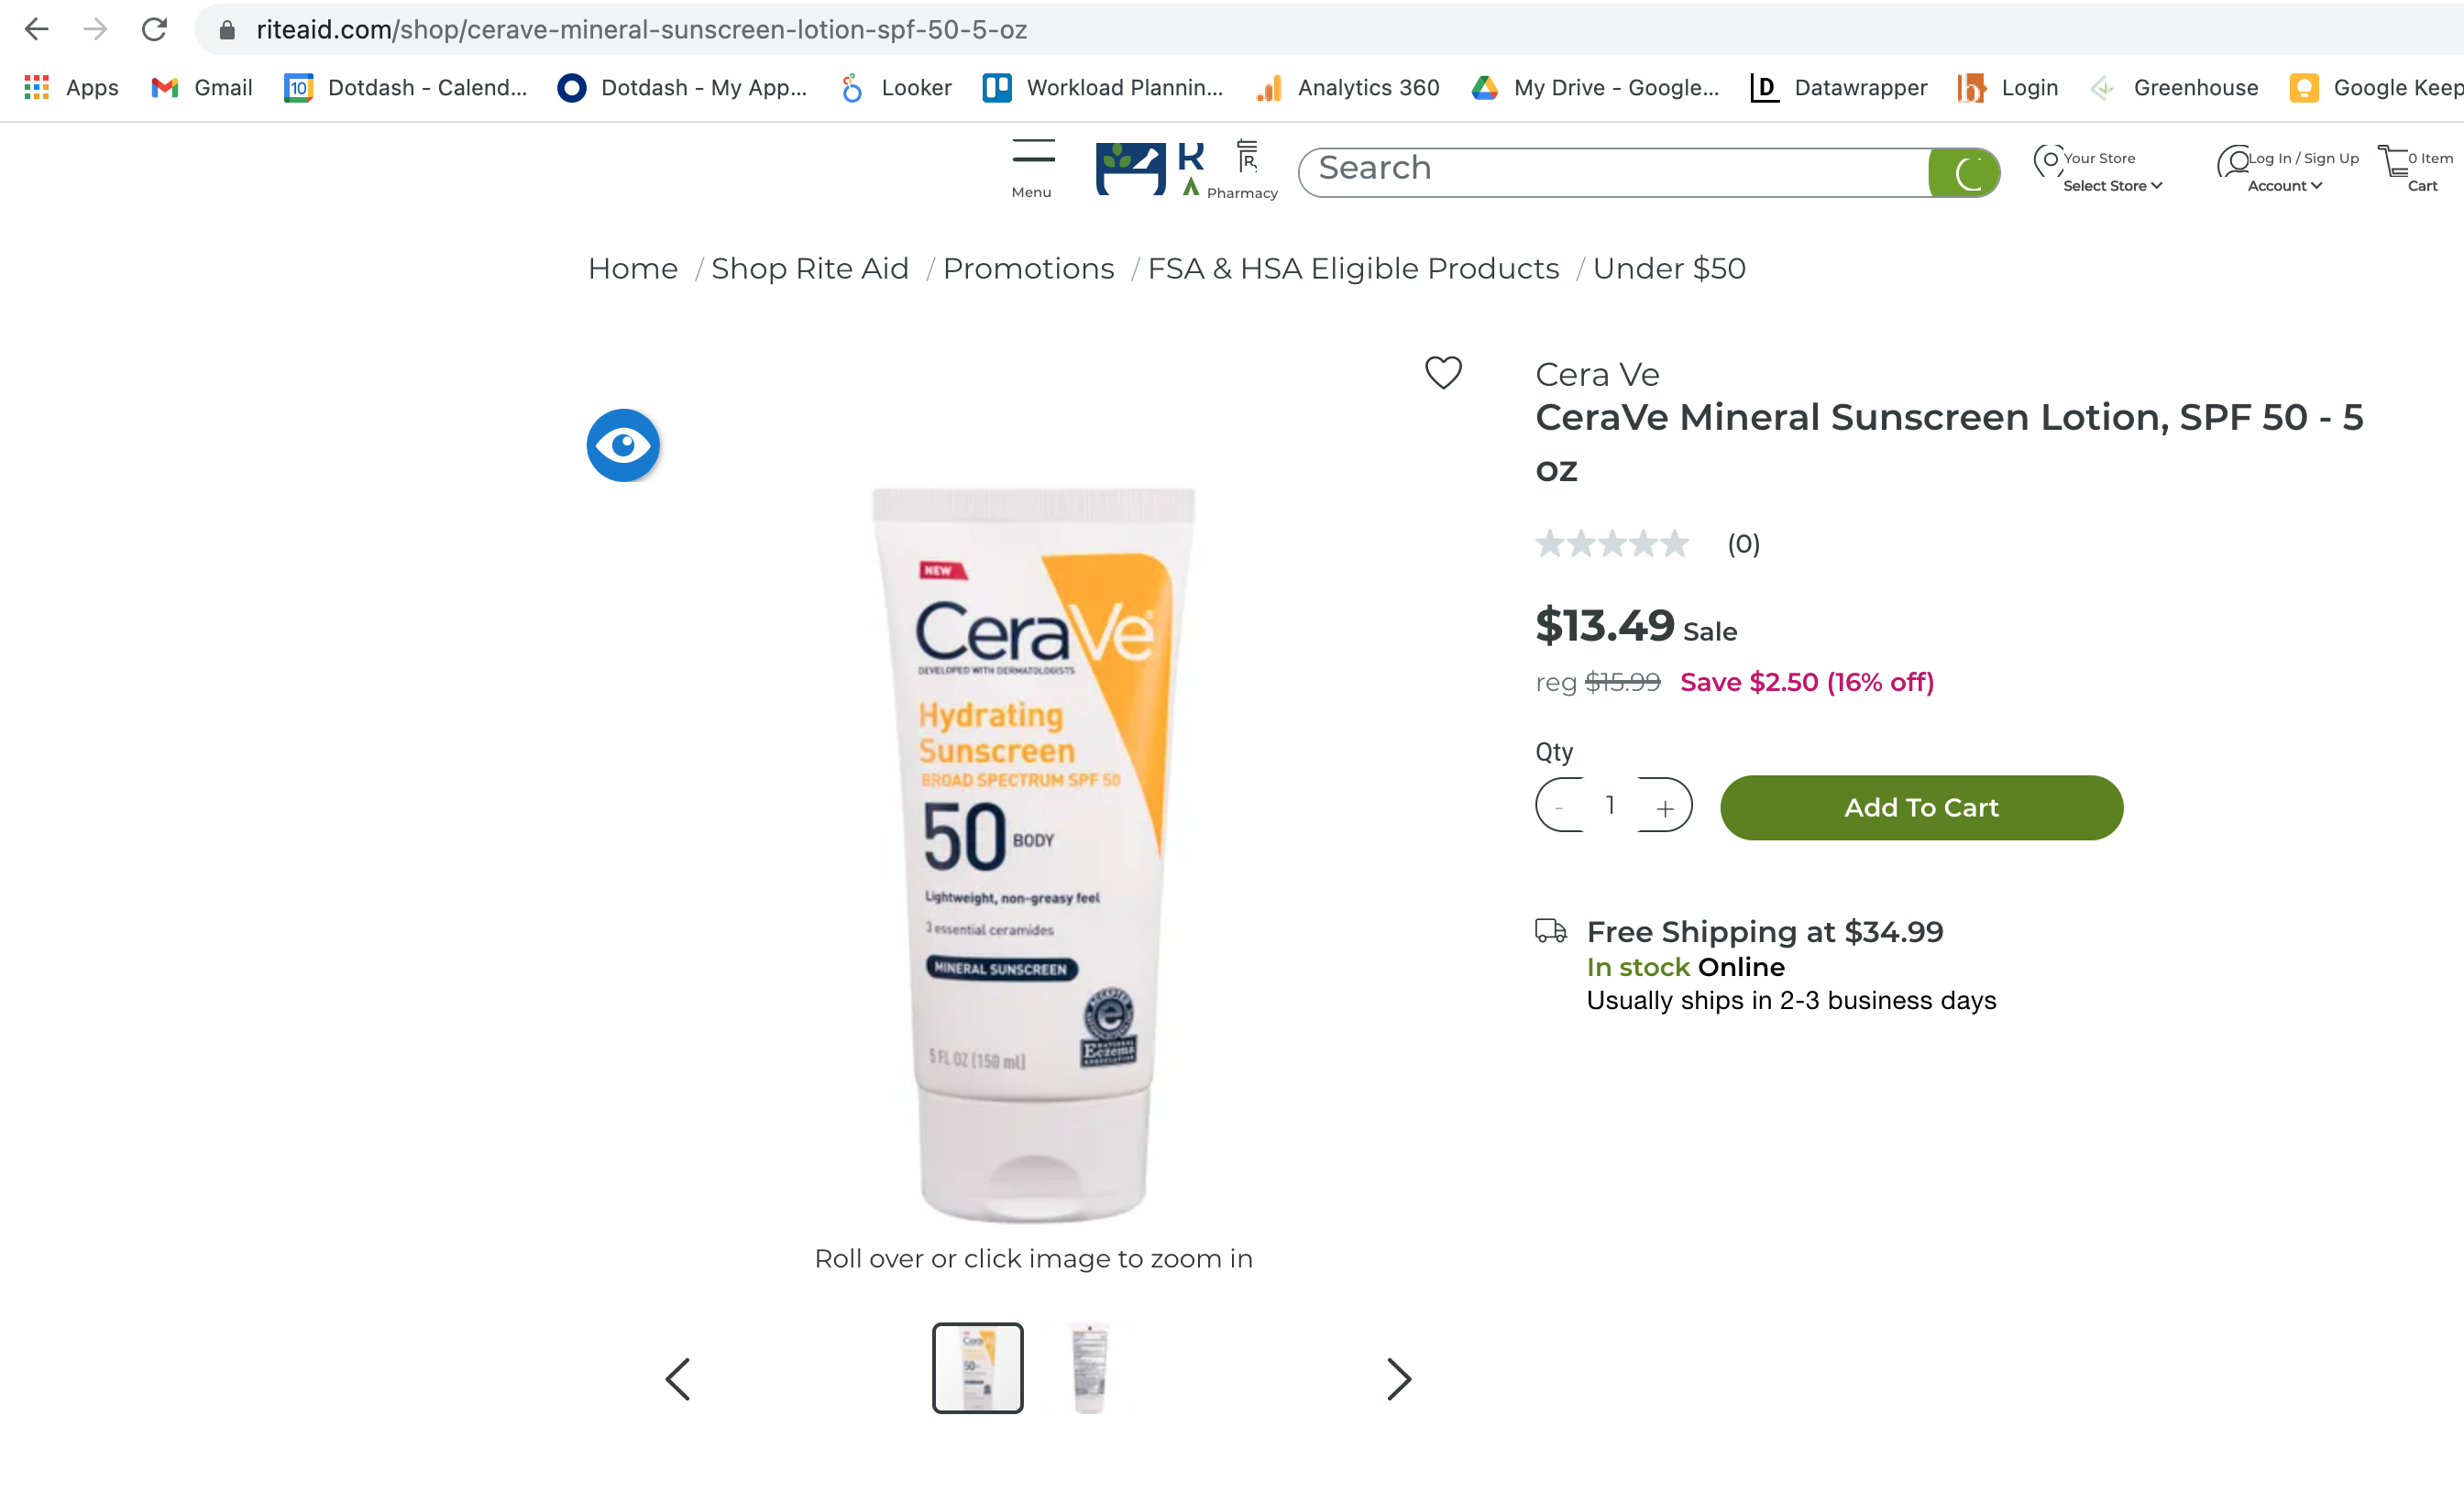 riteaid.com/shop/cerave-mineral-sunscreen-lotion-spf-50-5-oz
Apps Gmail 10 Dotdash - Calend... Dotdash - My App... Looker Workload Plannin... Analytics 360 My Drive - Google... D Datawrapper b Login Greenhouse Google Keep
Menu
R
A
R
Pharmacy
Search
Your Store
Select Store
Log In / Sign Up
Account
0 Item
Cart
Home / Shop Rite Aid / Promotions / FSA & HSA Eligible Products / Under $50
Cera Ve
CeraVe Mineral Sunscreen Lotion, SPF 50 - 5
oz
(0)
$13.49 Sale
reg $15.99 Save $2.50 (16% off)
Qty
- 1 +
Add To Cart
Free Shipping at $34.99
In stock Online
Usually ships in 2-3 business days
NEW
CeraVe
DEVELOPED WITH DERMATOLOGISTS
Hydrating
Sunscreen
BROAD SPECTRUM SPF 50
50 BODY
Lightweight, non-greasy feel
3 essential ceramides
MINERAL SUNSCREEN
ACCEPTED
e
NATIONAL
Eczema
ASSOCIATION
5 FL OZ (150 ml)
Roll over or click image to zoom in
CeraVe
50